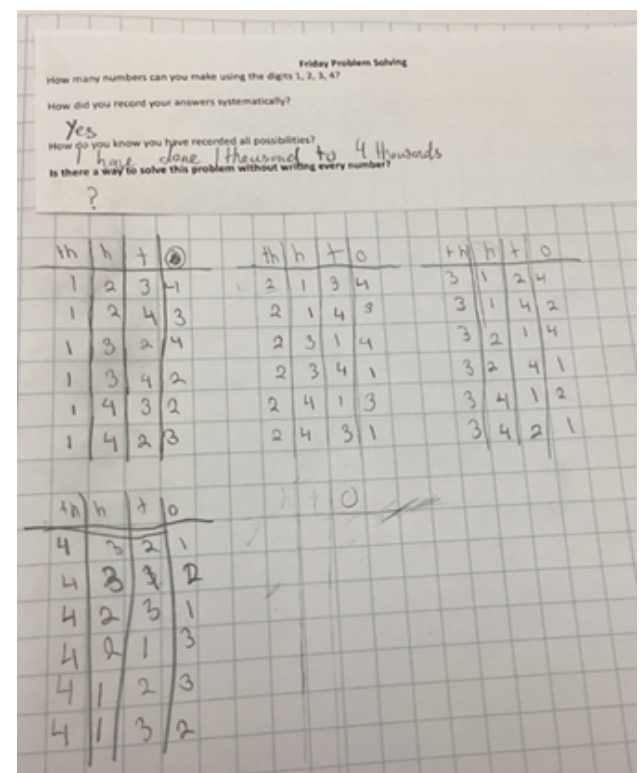 Friday Problem Solving
How many numbers can you make using the digits 1, 2, 3, 4?
How did you record your answers systematically?
Yes
How do you know you have recorded all possibilities?
I have done 1 thousand to 4 thousands
Is there a way to solve this problem without writing every number?
?
th h t o
1 2 3 4
1 2 4 3
1 3 2 4
1 3 4 2
1 4 3 2
1 4 2 3
th h t o
2 1 3 4
2 1 4 3
2 3 1 4
2 3 4 1
2 4 1 3
2 4 3 1
th h t o
3 1 2 4
3 1 4 2
3 2 1 4
3 2 4 1
3 4 1 2
3 4 2 1
th h t o
4 3 2 1
4 3 1 2
4 2 3 1
4 2 1 3
4 1 2 3
4 1 3 2
t o